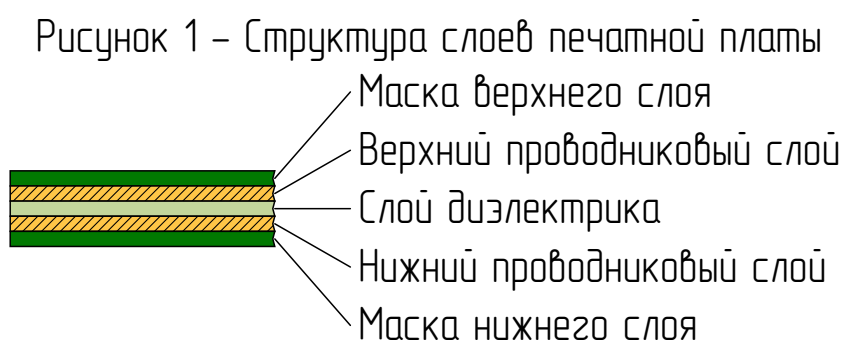 Рисунок 1 – Структура слоев печатной платы
Маска верхнего слоя
Верхний проводниковый слой
Слой диэлектрика
Нижний проводниковый слой
Маска нижнего слоя